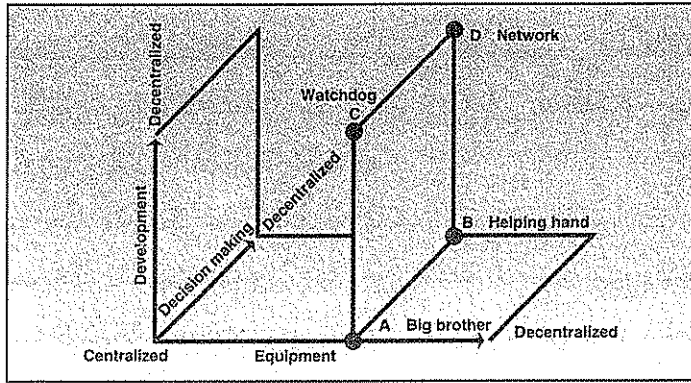 D Network
Decentralized
Watchdog
C
Decentralized
Development
Decision making
B Helping hand
A Big brother
Decentralized
Centralized
Equipment